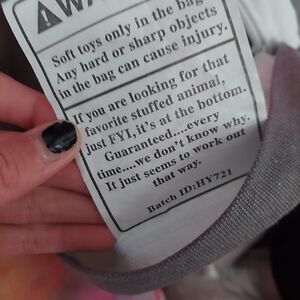 ⚠WA
Soft toys only in the bag
Any hard or sharp objects
in the bag can cause injury.
If you are looking for that
favorite stuffed animal,
just FYI, it's at the bottom.
Guaranteed....every
time....we don't know why.
It just seems to work out
that way.
Batch ID:HY721